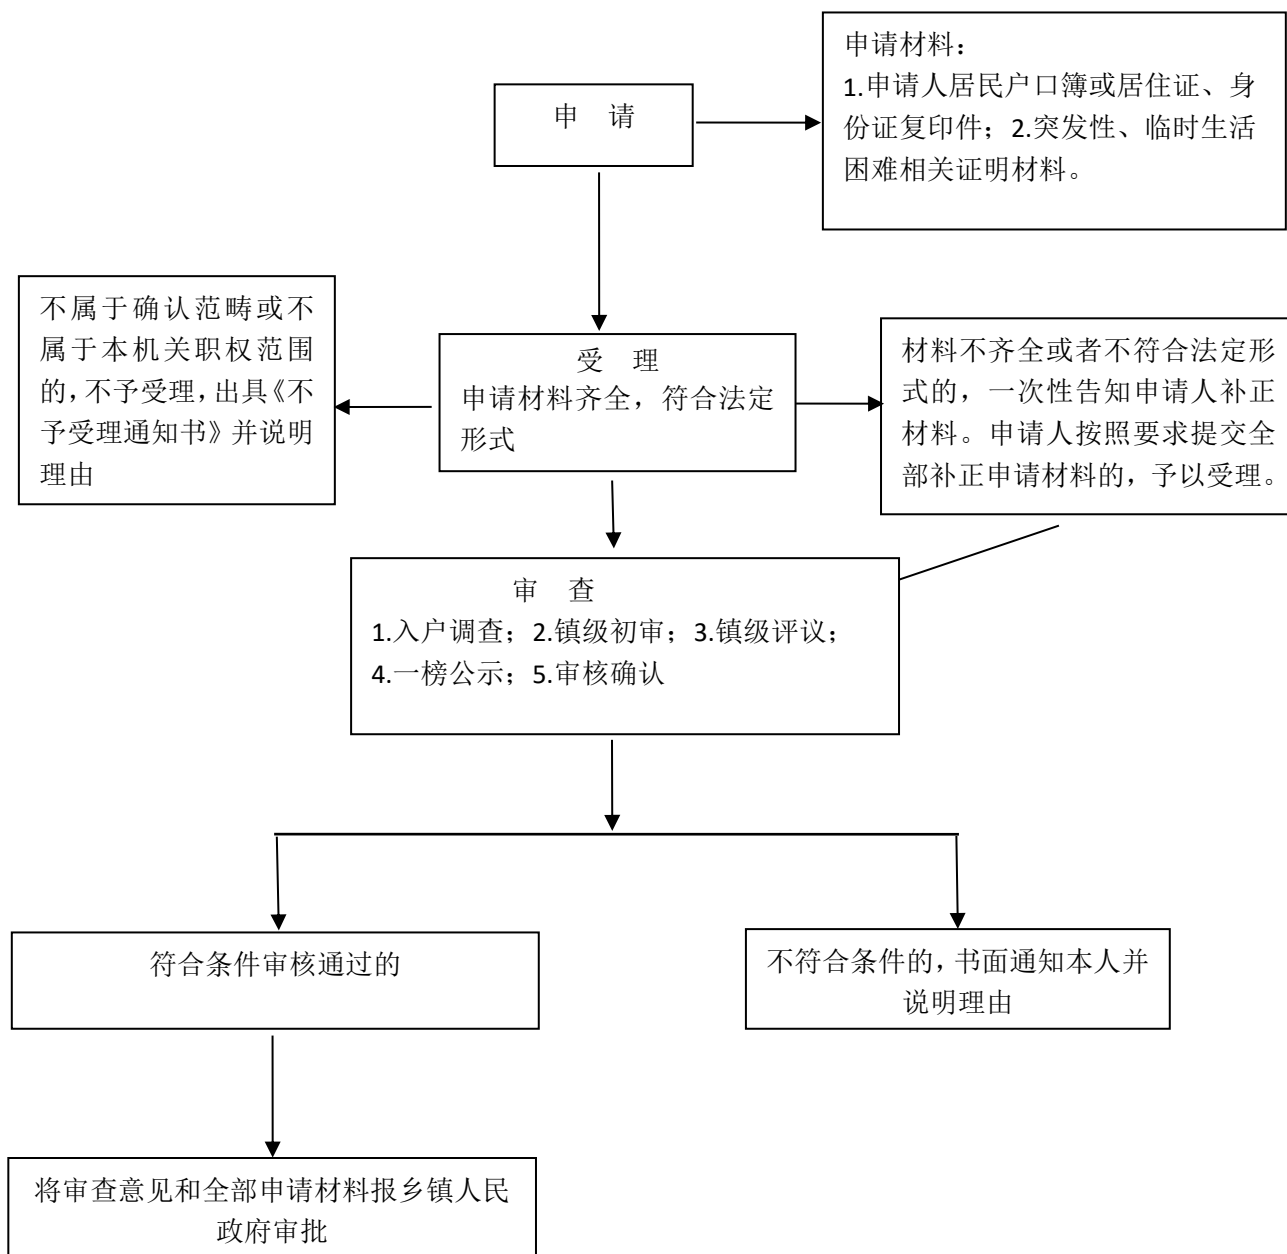 申 请
申请材料：
1.申请人居民户口簿或居住证、身
份证复印件；2.突发性、临时生活
困难相关证明材料。
不属于确认范畴或不
属于本机关职权范围
的，不予受理，出具《不
予受理通知书》并说明
理由
受 理
申请材料齐全，符合法定
形式
材料不齐全或者不符合法定形
式的，一次性告知申请人补正
材料。申请人按照要求提交全
部补正申请材料的，予以受理。
审 查
1.入户调查；2.镇级初审；3.镇级评议；
4.一榜公示；5.审核确认
符合条件审核通过的
不符合条件的，书面通知本人并
说明理由
将审查意见和全部申请材料报乡镇人民
政府审批